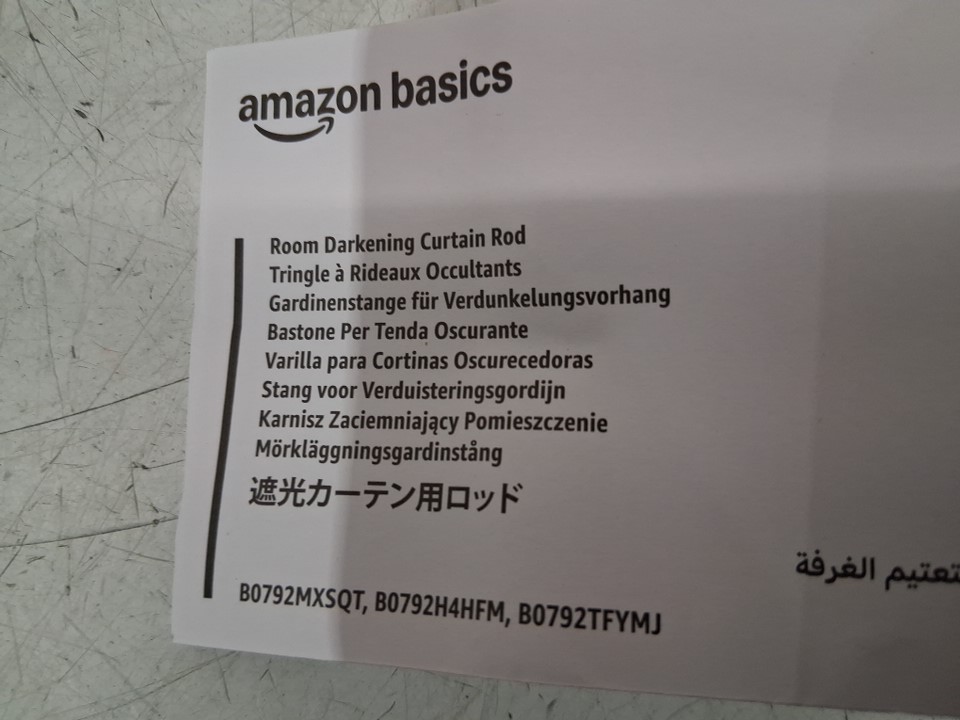 amazon basics
Room Darkening Curtain Rod
Tringle à Rideaux Occultants
Gardinenstange für Verdunkelungsvorhang
Bastone Per Tenda Oscurante
Varilla para Cortinas Oscurecedoras
Stang voor Verduisteringsgordijn
Karnisz Zaciemniający Pomieszczenie
Mörkläggningsgardinstång
遮光カーテン用ロッド
تعتيم الغرفة
B0792MXSQT, B0792H4HFM, B0792TFYMJ